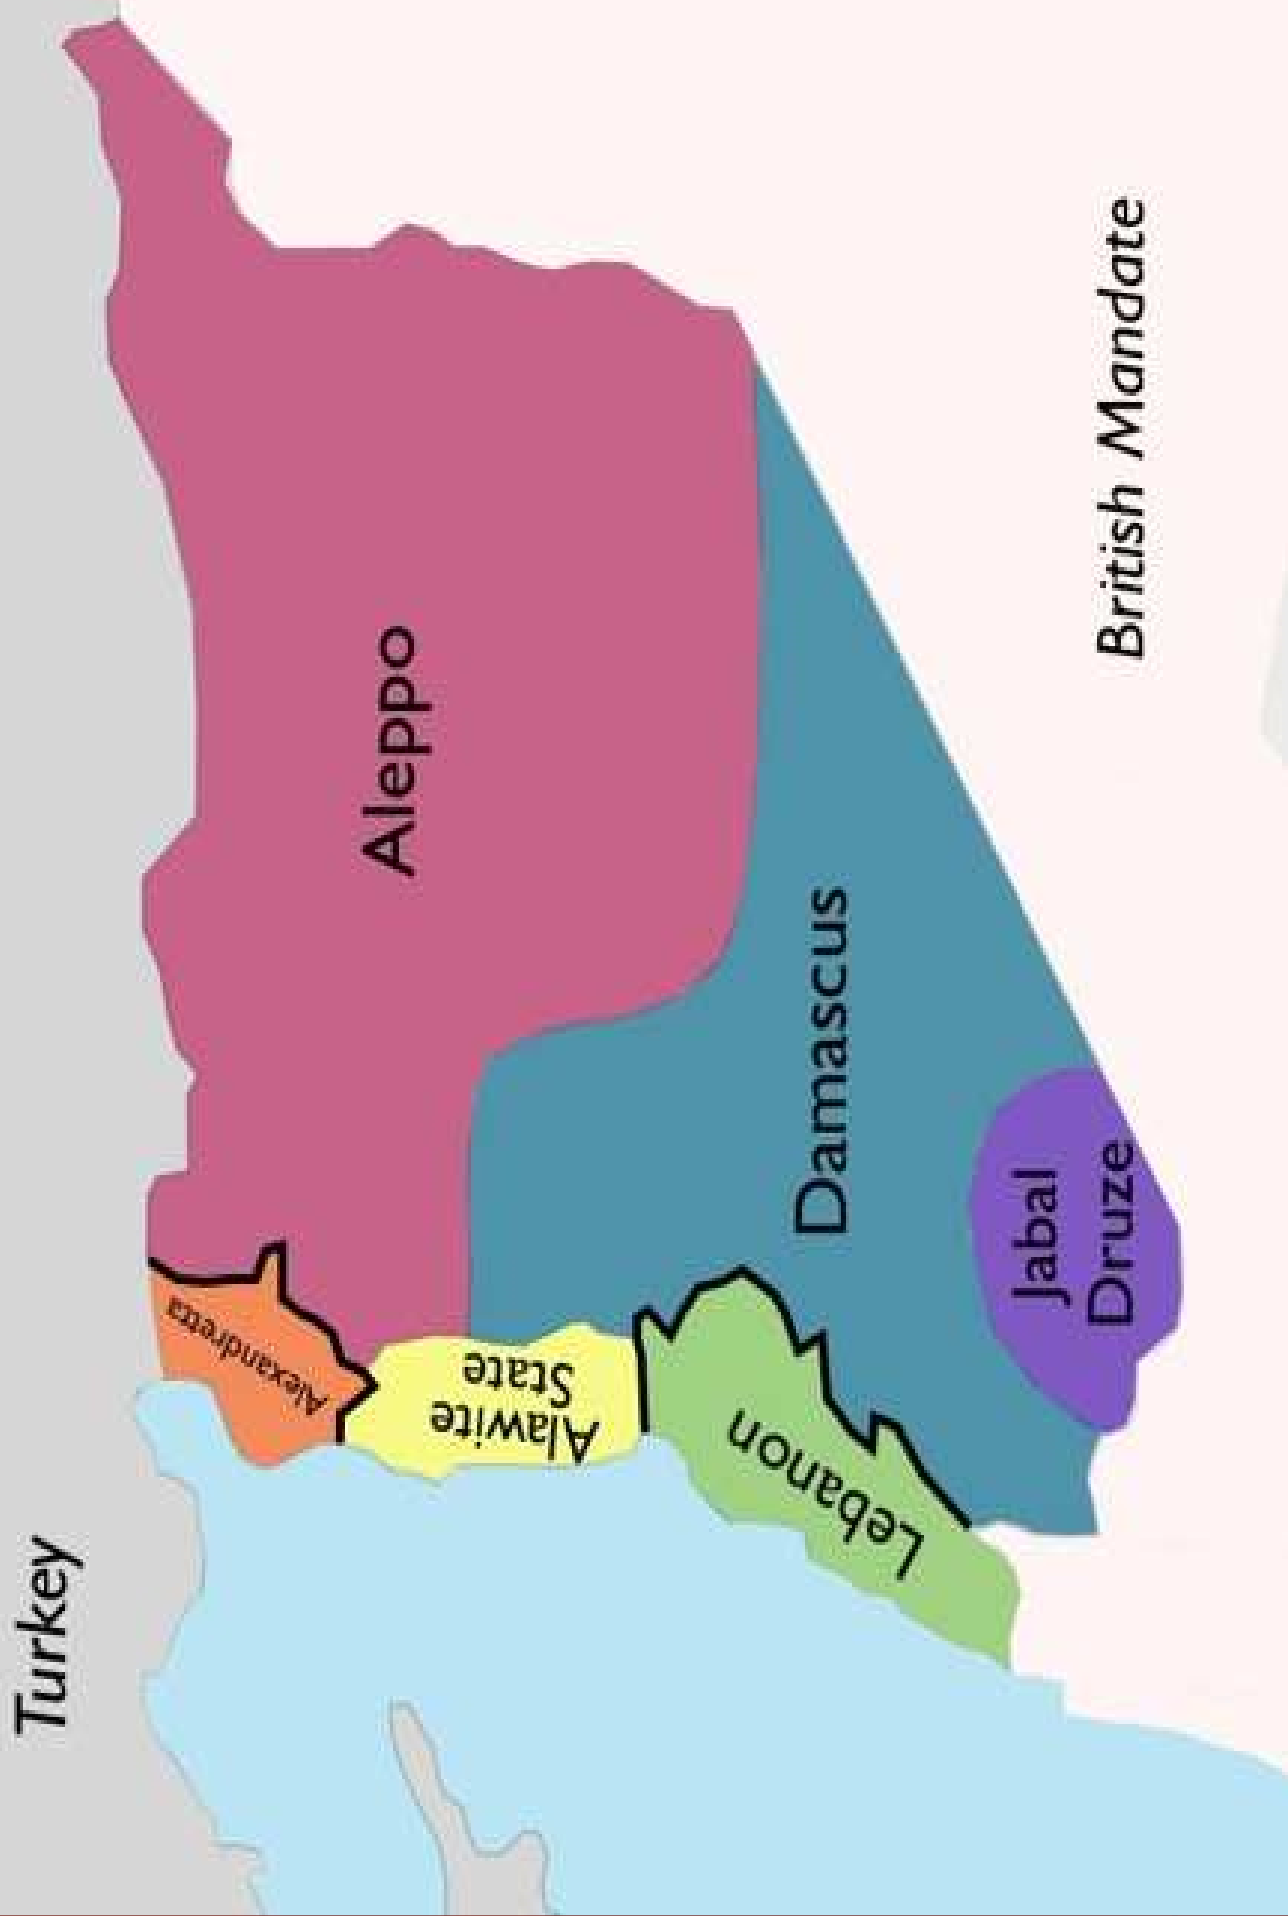 Turkey
Alexandretta
Aleppo
Alawite
State
Lebanon
Damascus
Jabal
Druze
British Mandate